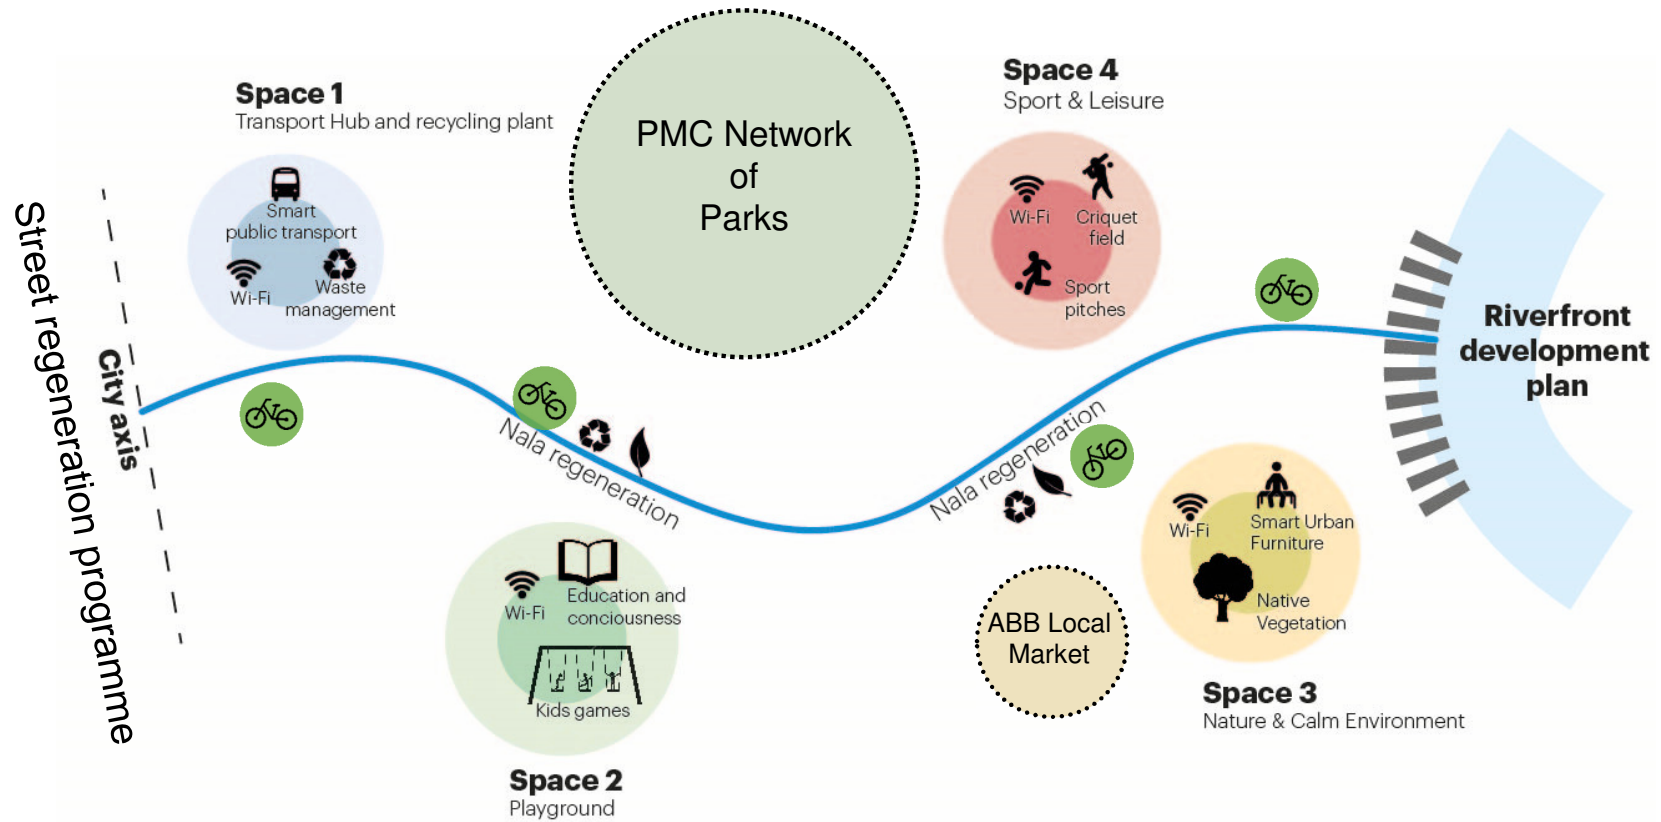 Street regeneration programme
City axis
Space 1
Transport Hub and recycling plant
Smart
public transport
Wi-Fi
Waste
management
PMC Network
of
Parks
Space 4
Sport & Leisure
Wi-Fi
Criquet
field
Sport
pitches
Riverfront
development
plan
Nala regeneration
Nala regeneration
Wi-Fi
Education and
conciousness
Kids games
Space 2
Playground
ABB Local
Market
Wi-Fi
Smart Urban
Furniture
Native
Vegetation
Space 3
Nature & Calm Environment